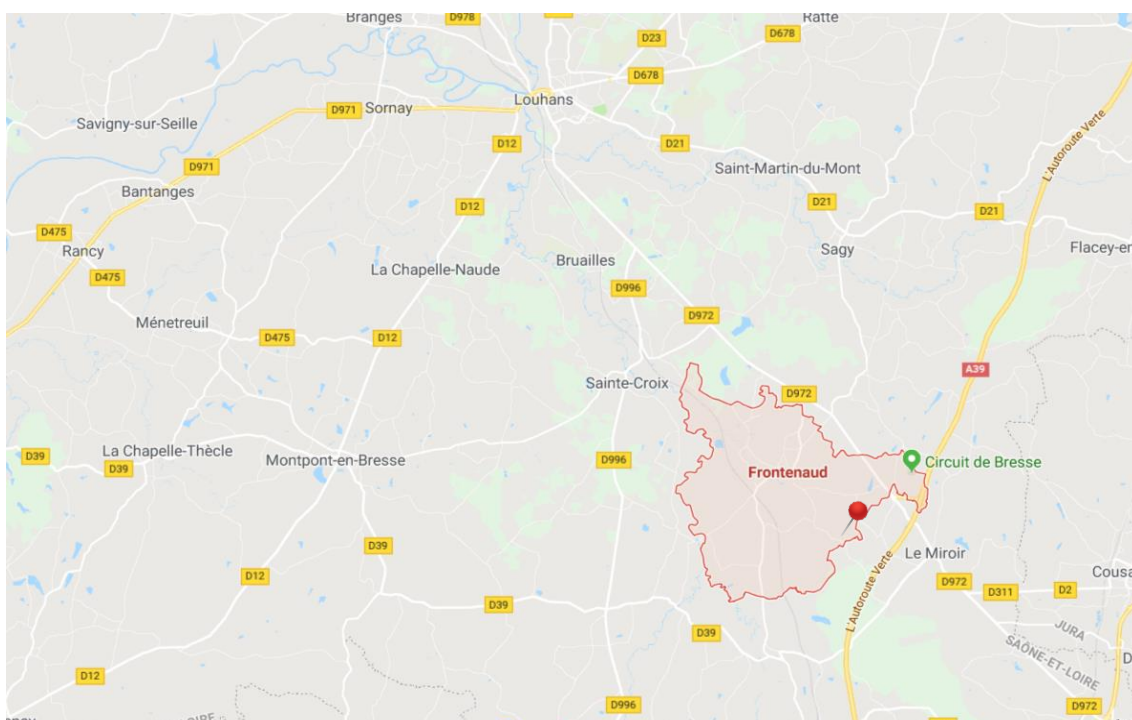 Branges
D978
Ratte
D23
D678
D678
Louhans
D971
Sornay
Savigny-sur-Seille
D12
D21
D971
Saint-Martin-du-Mont
Bantanges
L'Autoroute Verte
D12
D21
D21
D475
Rancy
Sagy
Flacey-en
Bruailles
La Chapelle-Naude
D475
D996
D972
Ménetreuil
D475
D12
A39
Sainte-Croix
D972
La Chapelle-Thècle
D39
D39
Montpont-en-Bresse
D996
Circuit de Bresse
Frontenaud
D39
Le Miroir
L'Autoroute Verte
D12
D972
D311
D2
Cousa
D39
D39
JURA
SAÔNE-ET-LOIRE
D
D12
D996
D972
D972